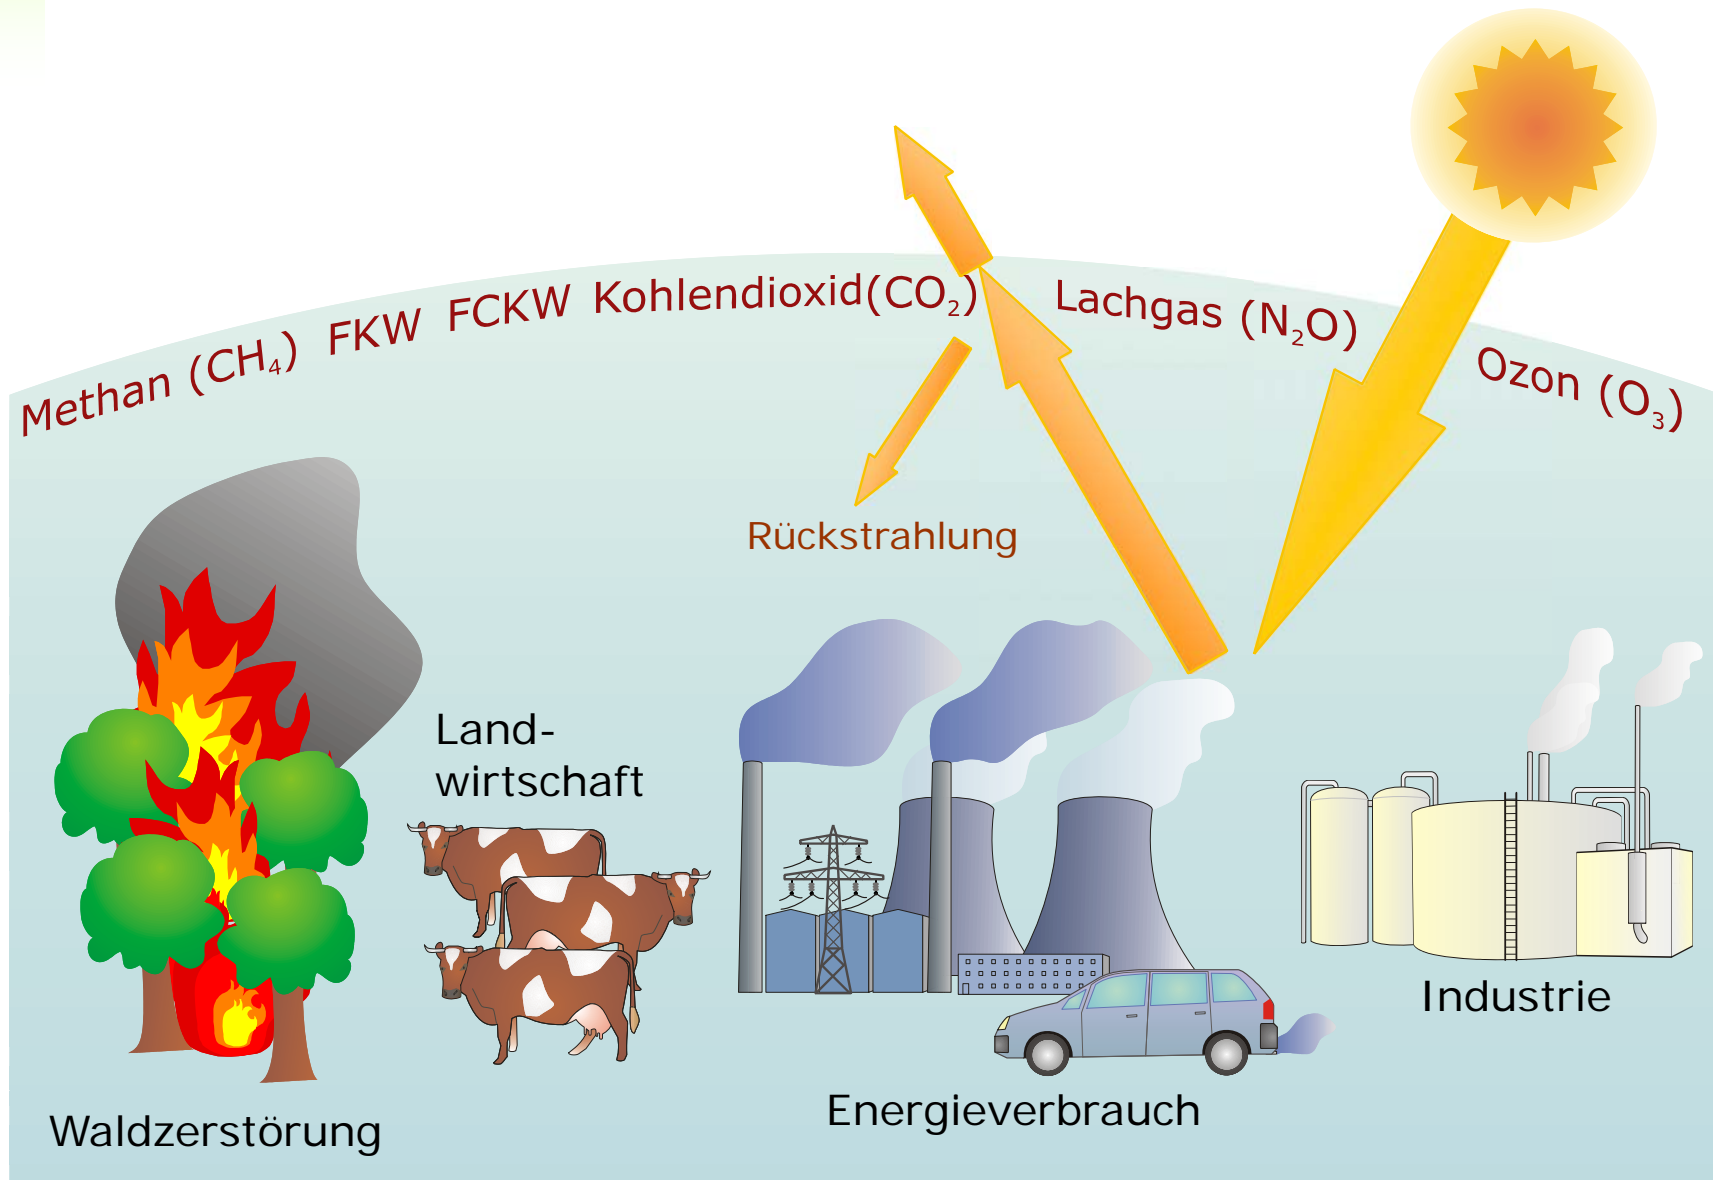 Methan (CH₄) FKW FCKW Kohlendioxid(CO₂) Lachgas (N₂O) Ozon (O₃)
Rückstrahlung
Land-
wirtschaft
Industrie
Energieverbrauch
Waldzerstörung